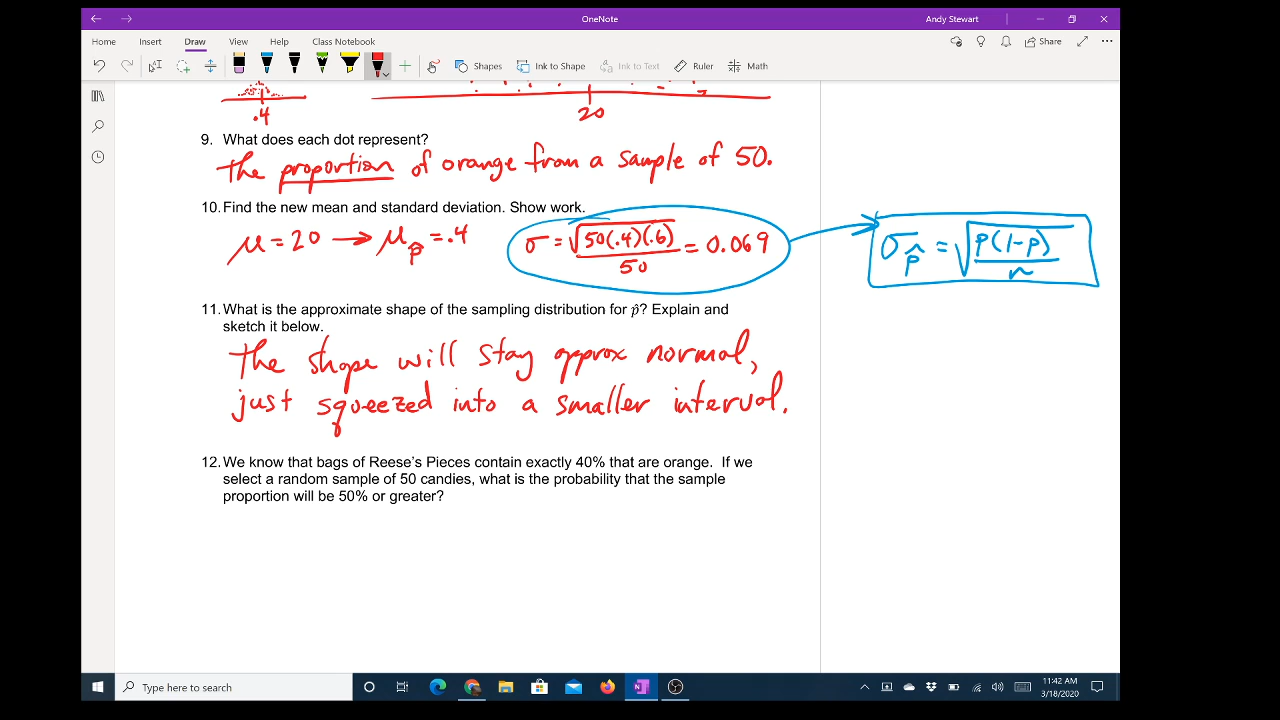 OneNote
Andy Stewart
Home Insert Draw View Help Class Notebook
Share
Shapes Ink to Shape Ink to Text Ruler Math
.4
20
9. What does each dot represent?
The proportion of orange from a sample of 50.
10. Find the new mean and standard deviation. Show work.
μ = 20 → μp̂ = .4 σ = √50(.4)(.6) / 50 = 0.069 σp̂ = √(p(1-p) / n)
11. What is the approximate shape of the sampling distribution for p̂? Explain and
sketch it below.
The shape will stay approx normal,
just squeezed into a smaller interval.
12. We know that bags of Reese's Pieces contain exactly 40% that are orange. If we
select a random sample of 50 candies, what is the probability that the sample
proportion will be 50% or greater?
Type here to search
11:42 AM
3/18/2020